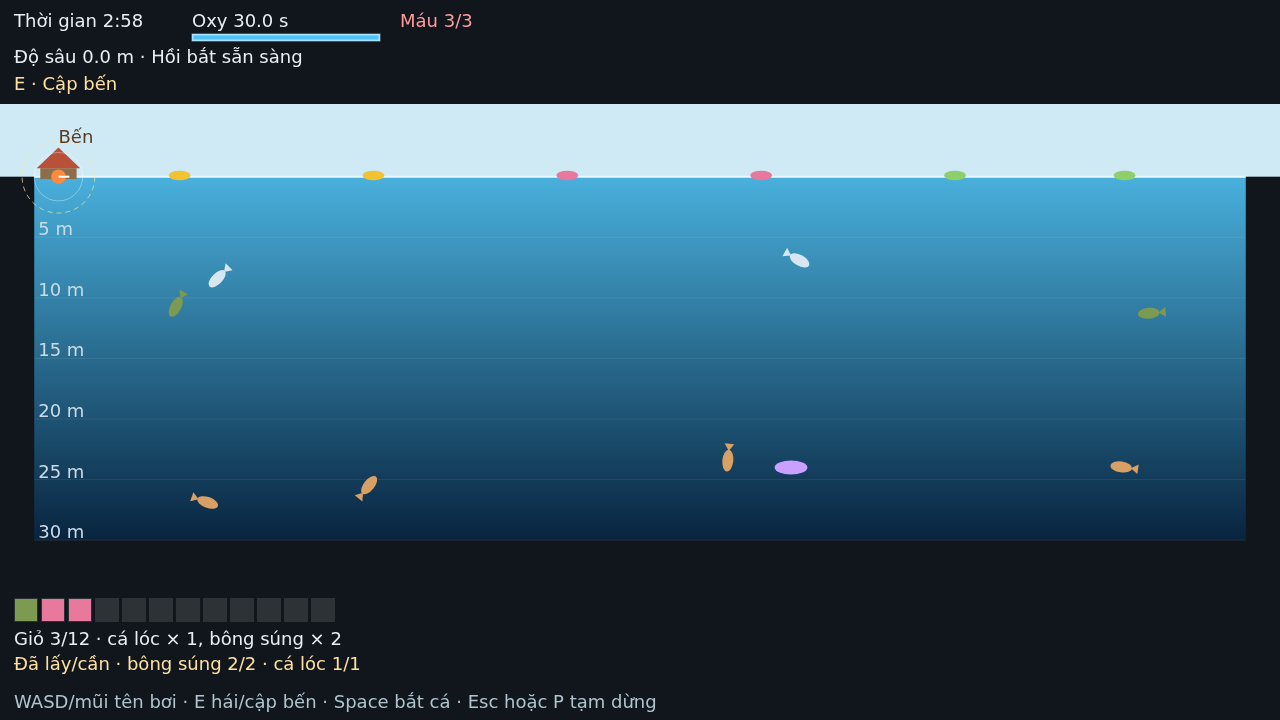 Thời gian 2:58 Oxy 30.0 s Máu 3/3
Độ sâu 0.0 m · Hồi bắt sẵn sàng
E · Cập bến
Bến
5 m
10 m
15 m
20 m
25 m
30 m
Giỏ 3/12 · cá lóc × 1, bông súng × 2
Đã lấy/cần · bông súng 2/2 · cá lóc 1/1
WASD/mũi tên bơi · E hái/cập bến · Space bắt cá · Esc hoặc P tạm dừng